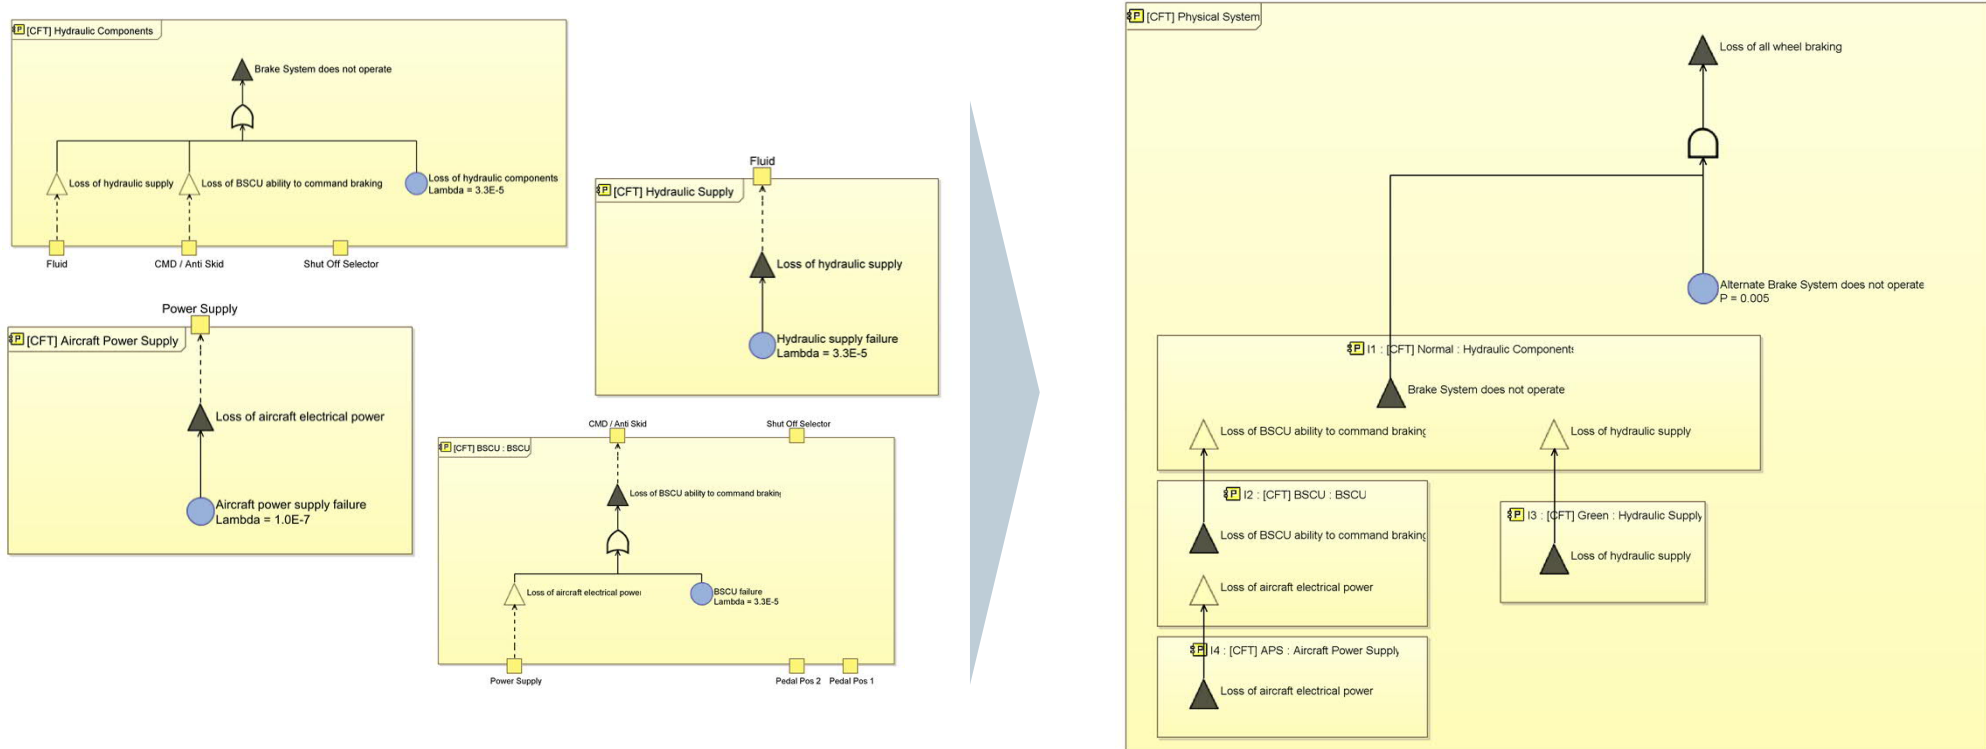 [CFT] Hydraulic Components
Brake System does not operate
Loss of hydraulic supply
Loss of BSCU ability to command braking
Loss of hydraulic components
Lambda = 3.3E-5
Fluid
CMD / Anti Skid
Shut Off Selector
Fluid
[CFT] Hydraulic Supply
Loss of hydraulic supply
Hydraulic supply failure
Lambda = 3.3E-5
Power Supply
[CFT] Aircraft Power Supply
Loss of aircraft electrical power
Aircraft power supply failure
Lambda = 1.0E-7
CMD / Anti Skid
Shut Off Selector
[CFT] BSCU : BSCU
Loss of BSCU ability to command braking
Loss of aircraft electrical power
BSCU failure
Lambda = 3.3E-5
Power Supply
Pedal Pos 2
Pedal Pos 1
[CFT] Physical System
Loss of all wheel braking
Alternate Brake System does not operate
P = 0.005
I1 : [CFT] Normal : Hydraulic Components
Brake System does not operate
Loss of BSCU ability to command braking
Loss of hydraulic supply
I2 : [CFT] BSCU : BSCU
Loss of BSCU ability to command braking
Loss of aircraft electrical power
I3 : [CFT] Green : Hydraulic Supply
Loss of hydraulic supply
I4 : [CFT] APS : Aircraft Power Supply
Loss of aircraft electrical power